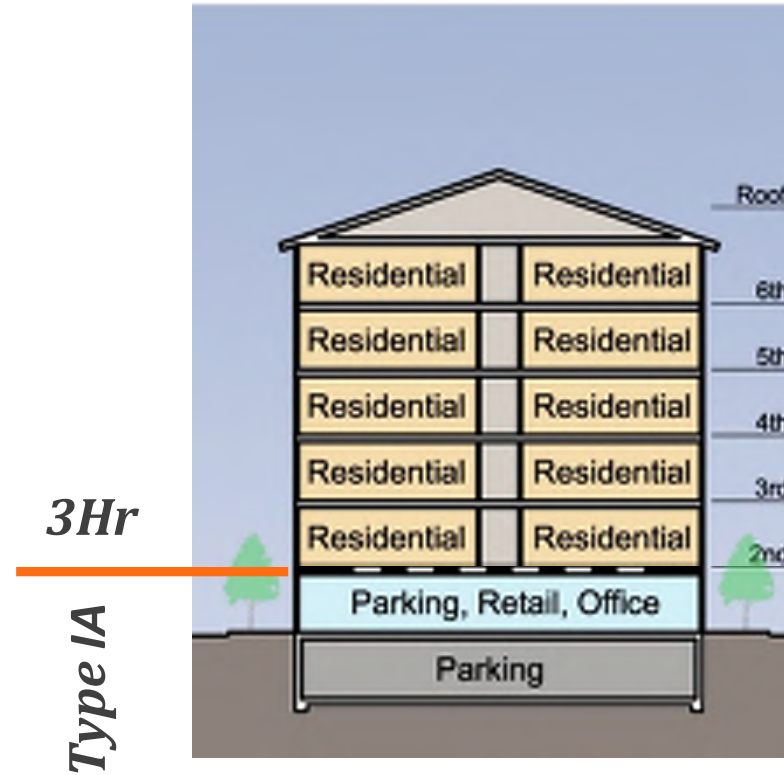 Roof
Residential Residential
6th
Residential Residential
5th
Residential Residential
4th
Residential Residential
3rd
3Hr
Residential Residential
2nd
Parking, Retail, Office
Type IA
Parking